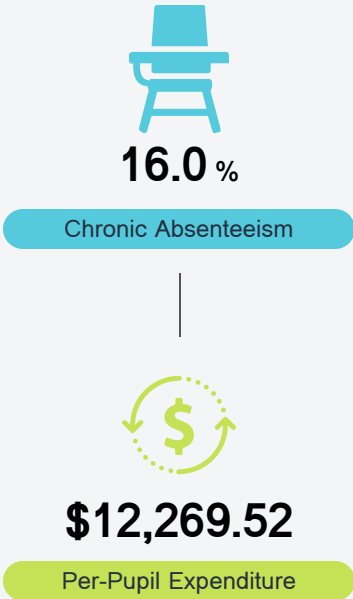 16.0 %
Chronic Absenteeism
$
$12,269.52
Per-Pupil Expenditure